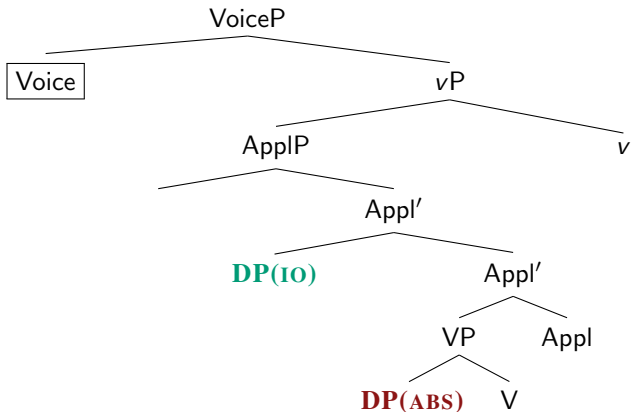 VoiceP
Voice vP
ApplP v
Appl′
DP(IO) Appl′
VP Appl
DP(ABS) V